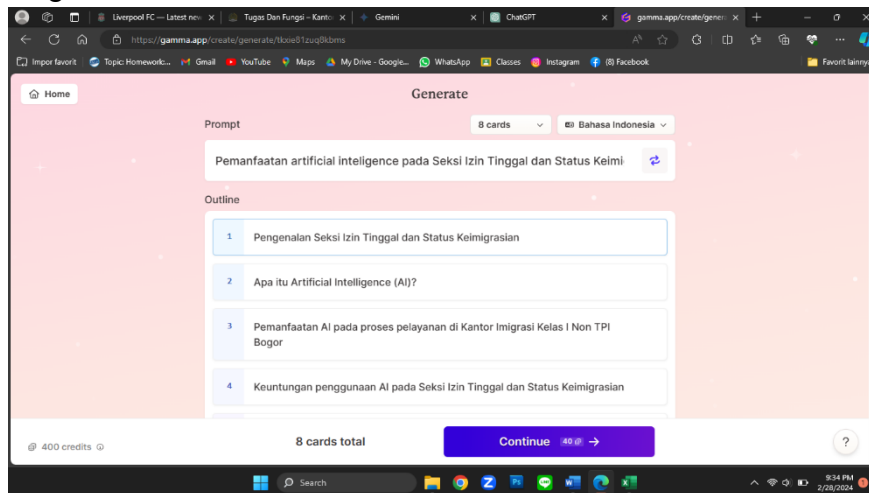 Liverpool FC — Latest new
Tugas Dan Fungsi – Kanto
Gemini
ChatGPT
gamma.app/create/gener
https://gamma.app/create/generate/tkxie81zuq8kbms
Impor favorit
Topic: Homework:...
Gmail
YouTube
Maps
My Drive - Google...
WhatsApp
Classes
Instagram
(8) Facebook
Favorit lainnya
Home
Generate
Prompt
8 cards
Bahasa Indonesia
Pemanfaatan artificial inteligence pada Seksi Izin Tinggal dan Status Keimi
Outline
1 Pengenalan Seksi Izin Tinggal dan Status Keimigrasian
2 Apa itu Artificial Intelligence (AI)?
3 Pemanfaatan AI pada proses pelayanan di Kantor Imigrasi Kelas I Non TPI
Bogor
4 Keuntungan penggunaan AI pada Seksi Izin Tinggal dan Status Keimigrasian
400 credits
8 cards total
Continue 40
?
Search
9:34 PM
2/28/2024